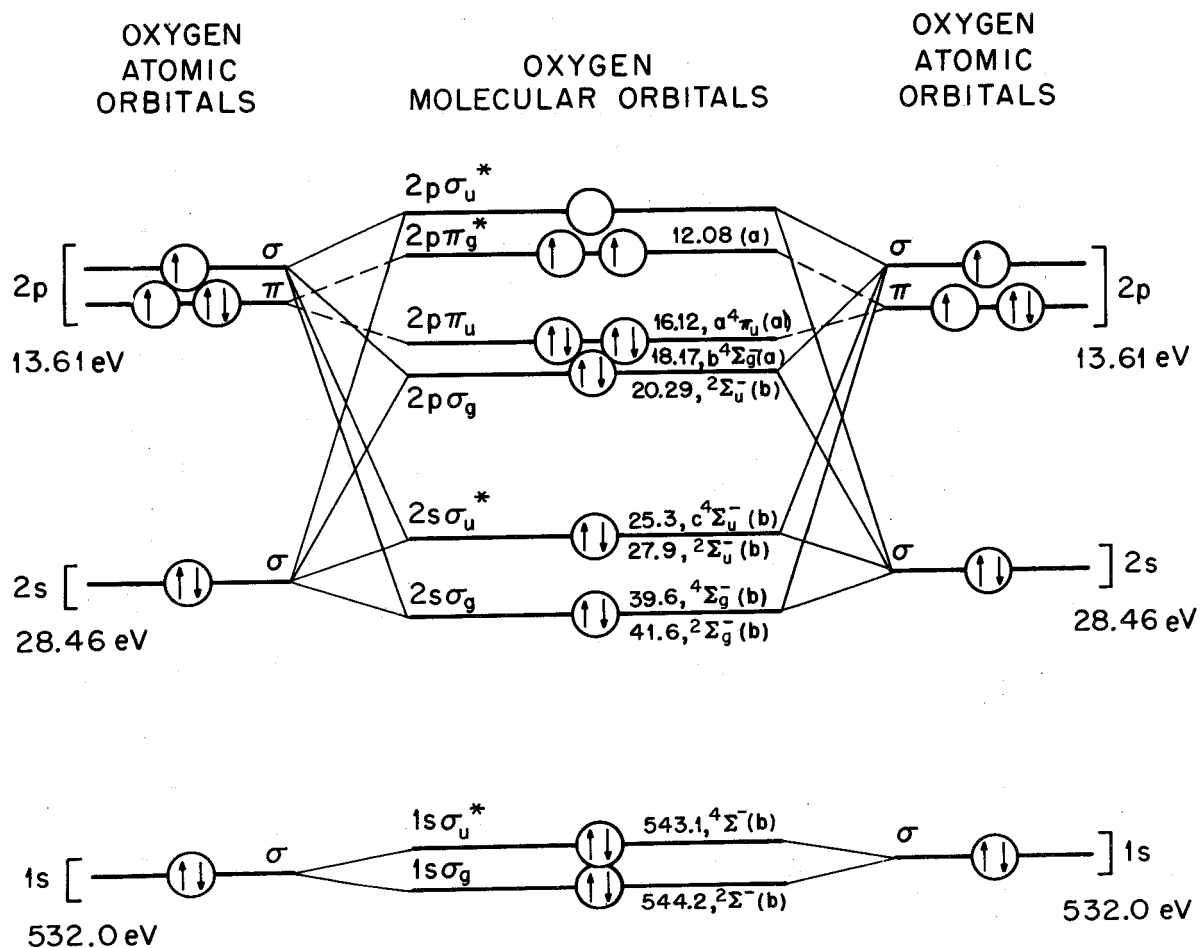 OXYGEN
ATOMIC
ORBITALS
OXYGEN
MOLECULAR ORBITALS
OXYGEN
ATOMIC
ORBITALS
2pσu*
2pπg*
12.08 (a)
σ
σ
2p
π
π
2p
2pπu
16.12, a⁴πu(a)
13.61 eV
18.17, b⁴Σg⁻(a)
13.61 eV
2pσg
20.29, ²Σu⁻(b)
2sσu*
25.3, c⁴Σu⁻(b)
27.9, ²Σu⁻(b)
σ
σ
2s
2s
2sσg
39.6, ⁴Σg⁻(b)
28.46 eV
41.6, ²Σg⁻(b)
28.46 eV
1sσu*
543.1, ⁴Σ⁻(b)
σ
σ
1s
1s
1sσg
544.2, ²Σ⁻(b)
532.0 eV
532.0 eV